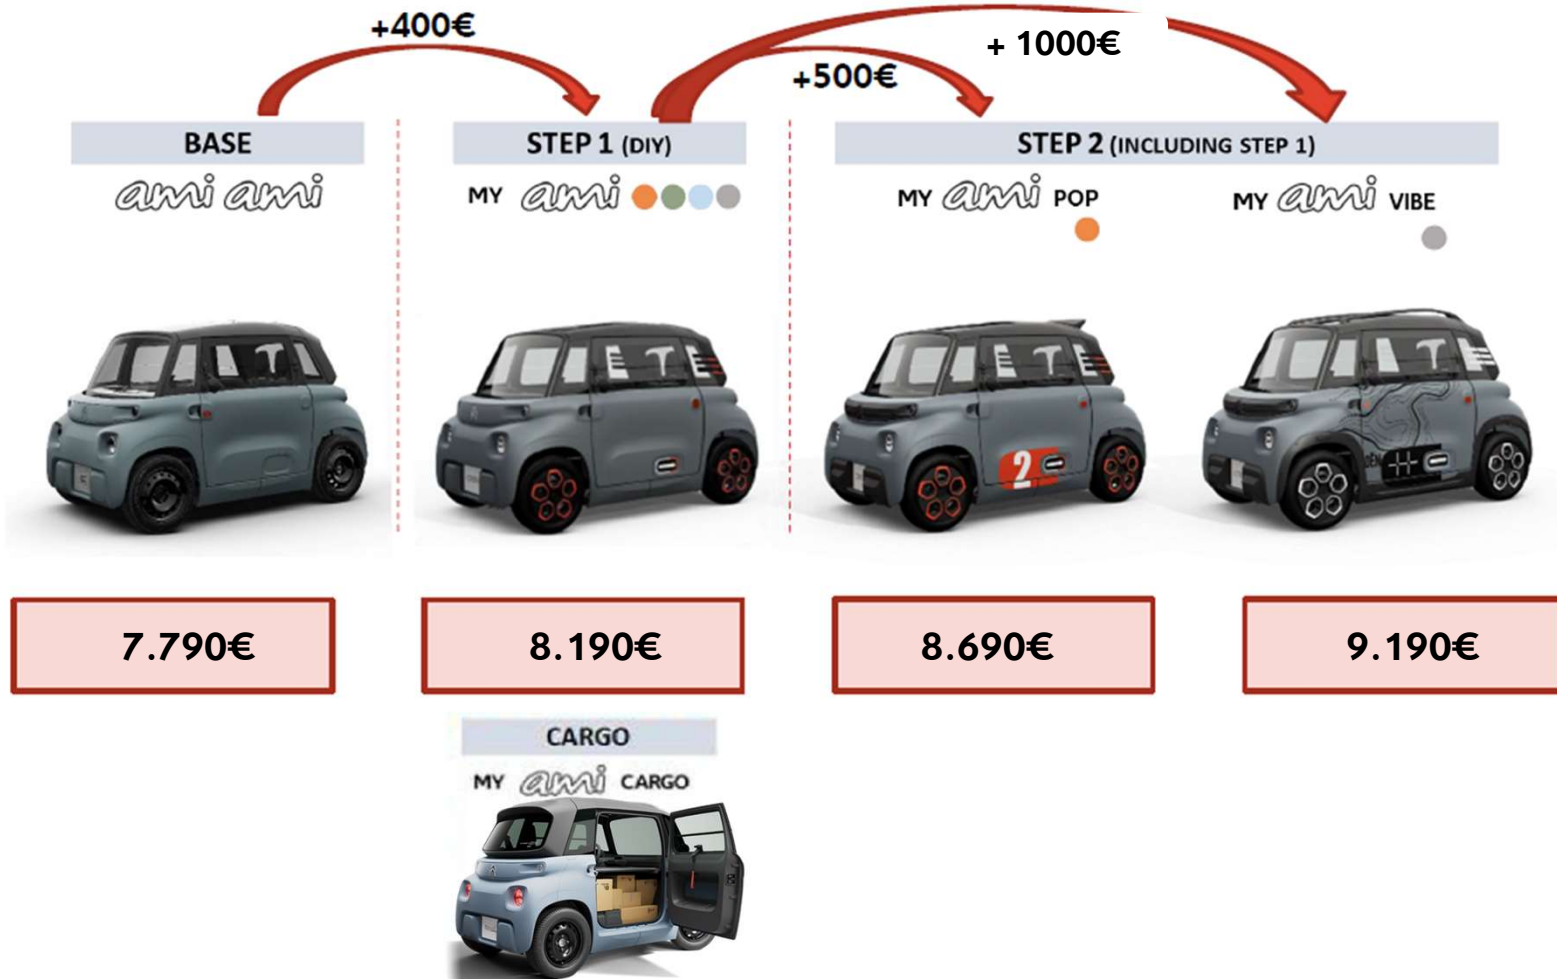 +400€
+ 1000€
+500€
BASE
STEP 1 (DIY)
STEP 2 (INCLUDING STEP 1)
ami ami
MY ami
MY ami POP
MY ami VIBE
2
7.790€
8.190€
8.690€
9.190€
CARGO
MY ami CARGO